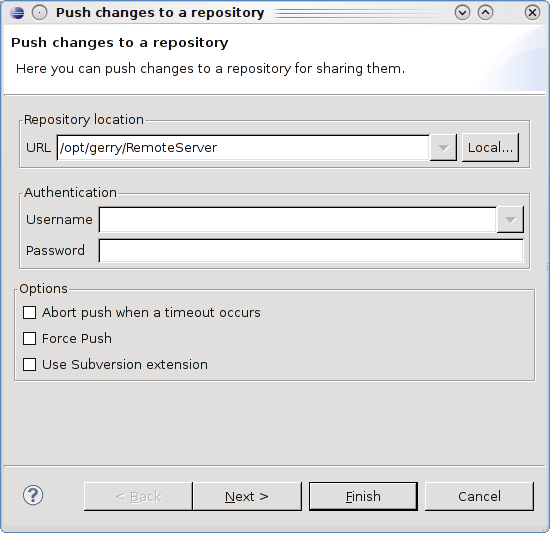 Push changes to a repository
Push changes to a repository
Here you can push changes to a repository for sharing them.
Repository location
URL /opt/gerry/RemoteServer Local...
Authentication
Username
Password
Options
Abort push when a timeout occurs
Force Push
Use Subversion extension
? < Back Next > Finish Cancel